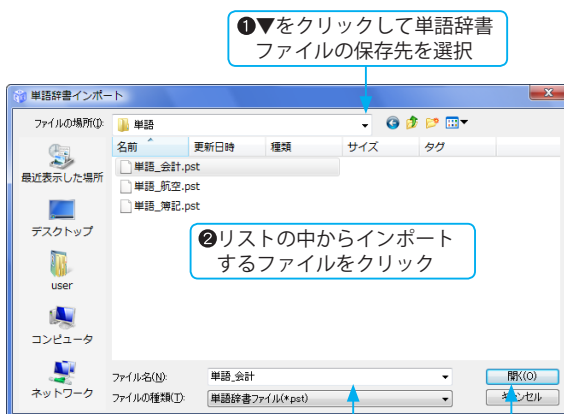 ❶▼をクリックして単語辞書
ファイルの保存先を選択
単語辞書インポート
ファイルの場所(I):
単語
名前
更新日時
種類
サイズ
タグ
単語_会計.pst
単語_航空.pst
単語_簿記.pst
最近表示した場所
デスクトップ
user
コンピュータ
ネットワーク
❷リストの中からインポート
するファイルをクリック
ファイル名(N):
単語_会計
開く(O)
ファイルの種類(T):
単語辞書ファイル(*pst)
キャンセル